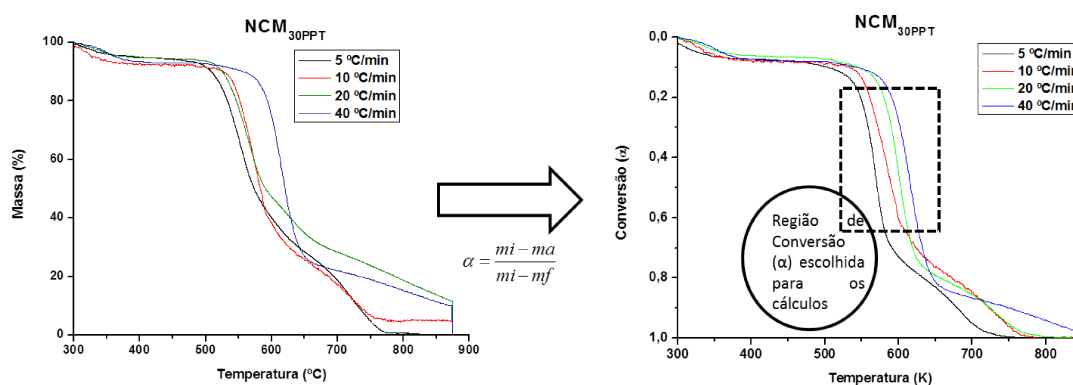 NCM30PPT
5 ºC/min
10 ºC/min
20 ºC/min
40 ºC/min
Massa (%)
100
80
60
40
20
0
300 400 500 600 700 800 900
Temperatura (ºC)
α = mi − ma / mi − mf
NCM30PPT
5 ºC/min
10 ºC/min
20 ºC/min
40 ºC/min
Conversão (α)
0,0
0,2
0,4
0,6
0,8
1,0
Região de
Conversão
(α) escolhida
para os
cálculos
300 400 500 600 700 800
Temperatura (K)